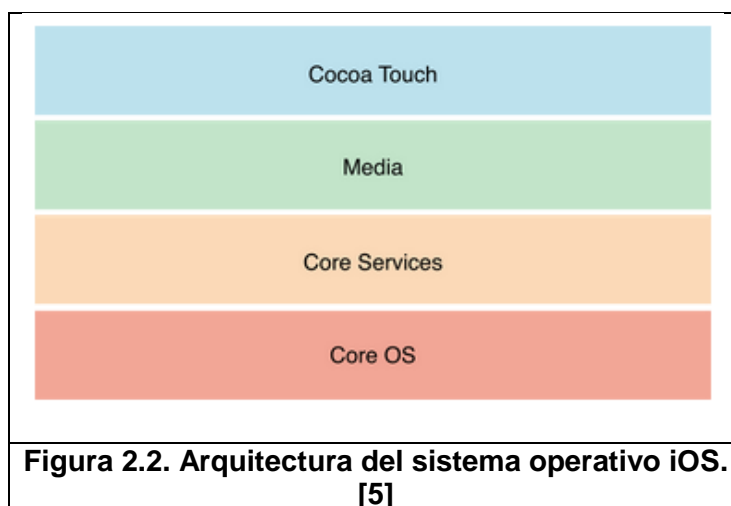 Cocoa Touch
Media
Core Services
Core OS
Figura 2.2. Arquitectura del sistema operativo iOS.
[5]